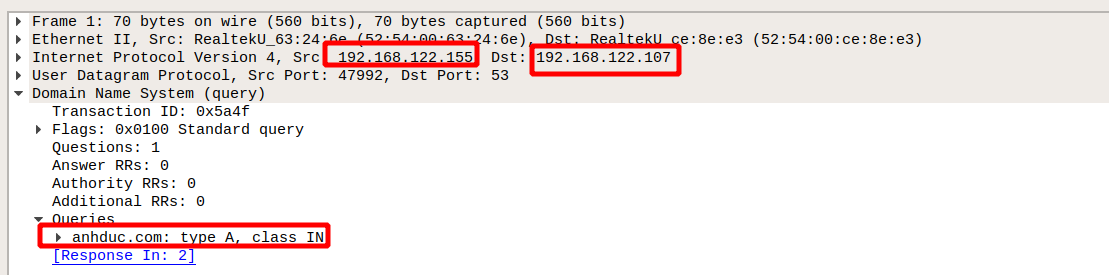 Frame 1: 70 bytes on wire (560 bits), 70 bytes captured (560 bits)
Ethernet II, Src: RealtekU_63:24:6e (52:54:00:63:24:6e), Dst: RealtekU_ce:8e:e3 (52:54:00:ce:8e:e3)
Internet Protocol Version 4, Src: 192.168.122.155, Dst: 192.168.122.107
User Datagram Protocol, Src Port: 47992, Dst Port: 53
Domain Name System (query)
Transaction ID: 0x5a4f
Flags: 0x0100 Standard query
Questions: 1
Answer RRs: 0
Authority RRs: 0
Additional RRs: 0
Queries
anhduc.com: type A, class IN
[Response In: 2]